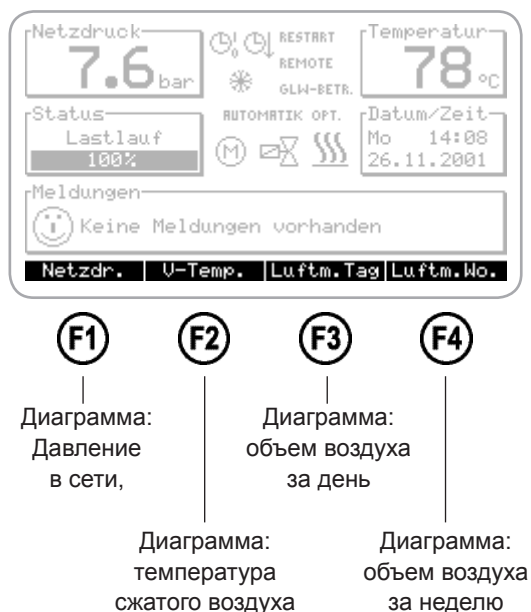 Netzdruck
7.6 bar
RESTART
REMOTE
GLW-BETR.
Temperatur
78 °C
Status
Lastlauf
100%
AUTOMATIK OPT.
M
Datum/Zeit
Mo 14:08
26.11.2001
Meldungen
i Keine Meldungen vorhanden
Netzdr. V-Temp. Luftm.Tag Luftm.Wo.
F1 F2 F3 F4
Диаграмма:
Давление
в сети,
Диаграмма:
объем воздуха
за день
Диаграмма:
температура
сжатого воздуха
Диаграмма:
объем воздуха
за неделю